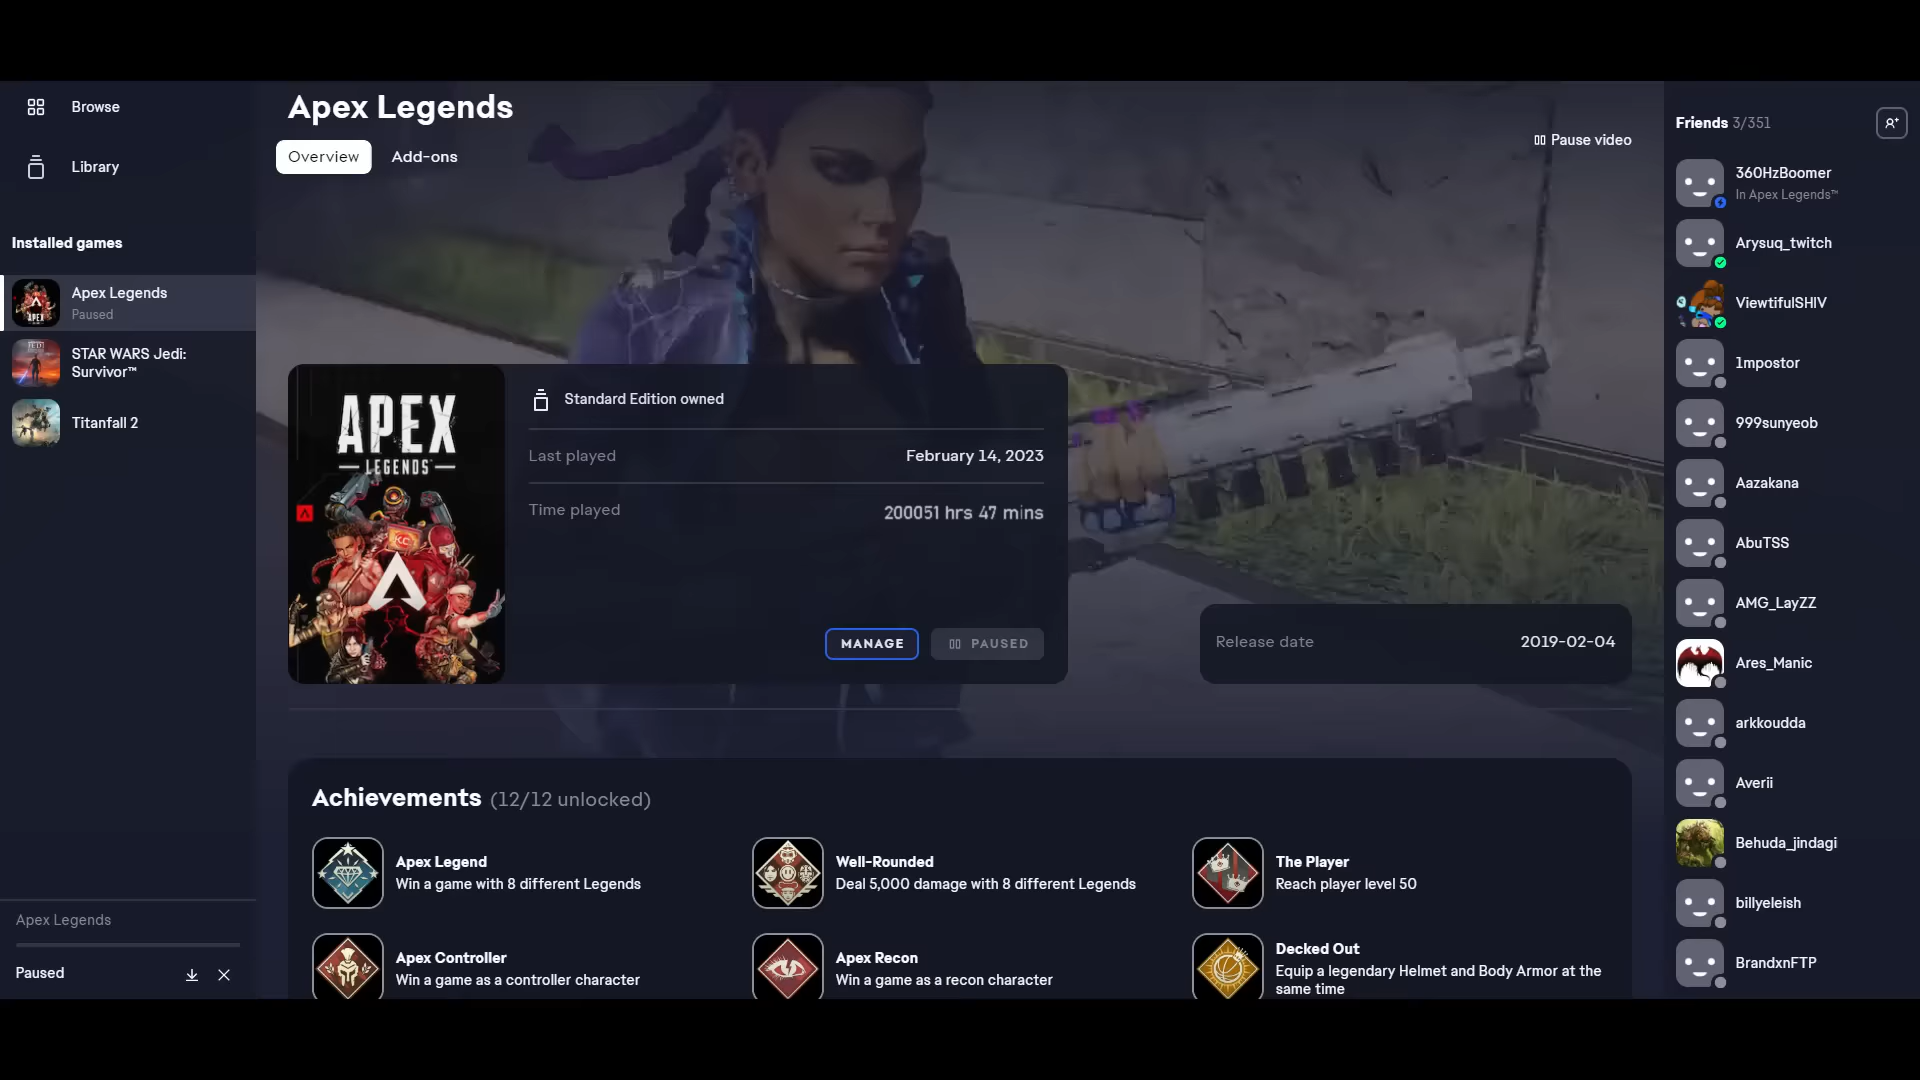 Browse
Library
Installed games
Apex Legends
Paused
STAR WARS Jedi:
Survivor™
Titanfall 2
Apex Legends
Paused
Apex Legends
Overview
Add-ons
Pause video
APEX
LEGENDS
Standard Edition owned
Last played
February 14, 2023
Time played
200051 hrs 47 mins
MANAGE
PAUSED
Release date
2019-02-04
Achievements (12/12 unlocked)
Apex Legend
Win a game with 8 different Legends
Well-Rounded
Deal 5,000 damage with 8 different Legends
The Player
Reach player level 50
Apex Controller
Win a game as a controller character
Apex Recon
Win a game as a recon character
Decked Out
Equip a legendary Helmet and Body Armor at the
same time
Friends 3/351
360HzBoomer
In Apex Legends™
Arysuq_twitch
ViewtifulSHIV
1mpostor
999sunyeob
Aazakana
AbuTSS
AMG_LayZZ
Ares_Manic
arkkoudda
Averii
Behuda_jindagi
billyeleish
BrandxnFTP